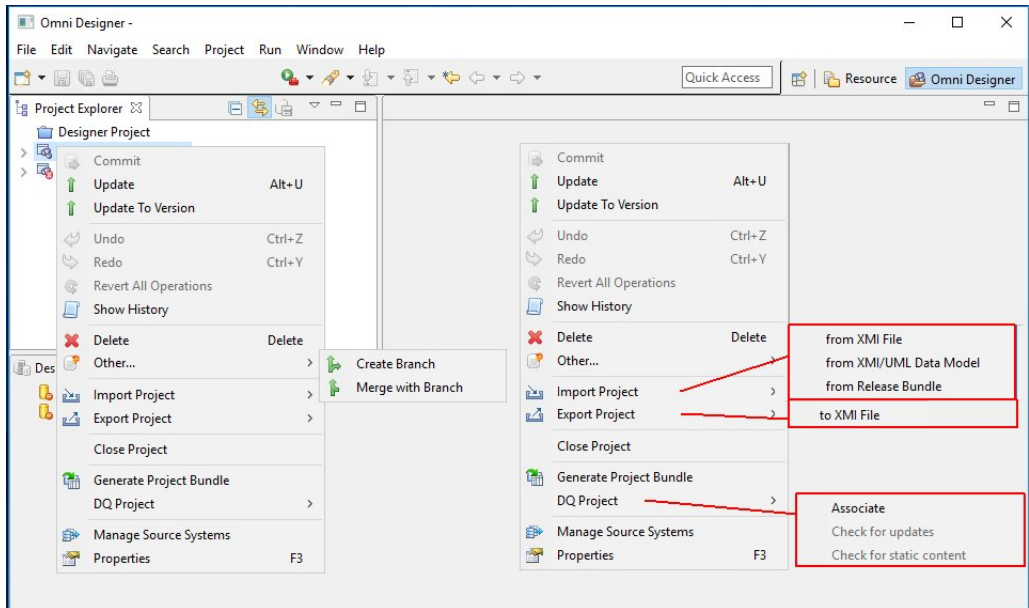 Omni Designer -
File Edit Navigate Search Project Run Window Help
Quick Access
Resource
Omni Designer
Project Explorer
Designer Project
Commit
Update Alt+U
Update To Version
Undo Ctrl+Z
Redo Ctrl+Y
Revert All Operations
Show History
Delete Delete
Other...
Import Project
Export Project
Close Project
Generate Project Bundle
DQ Project
Manage Source Systems
Properties F3
Create Branch
Merge with Branch
Des
Commit
Update Alt+U
Update To Version
Undo Ctrl+Z
Redo Ctrl+Y
Revert All Operations
Show History
Delete Delete
Other...
Import Project
Export Project
Close Project
Generate Project Bundle
DQ Project
Manage Source Systems
Properties F3
from XMI File
from XMI/UML Data Model
from Release Bundle
to XMI File
Associate
Check for updates
Check for static content